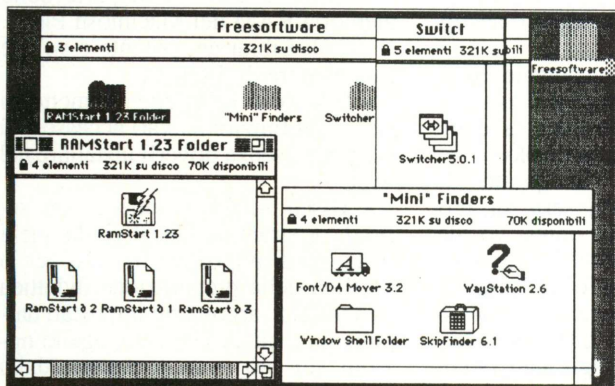 Freesoftware
3 elementi 321K su disco
RAMStart 1.23 Folder
"Mini" Finders
Switcher
Switch
5 elementi 321K su
Switcher5.0.1
Freesoftware
RAMStart 1.23 Folder
4 elementi 321K su disco 70K disponibili
RamStart 1.23
RamStart ∂ 2 RamStart ∂ 1 RamStart ∂ 3
"Mini" Finders
4 elementi 321K su disco 70K disponibili
Font/DA Mover 3.2
WayStation 2.6
Window Shell Folder
SkipFinder 6.1